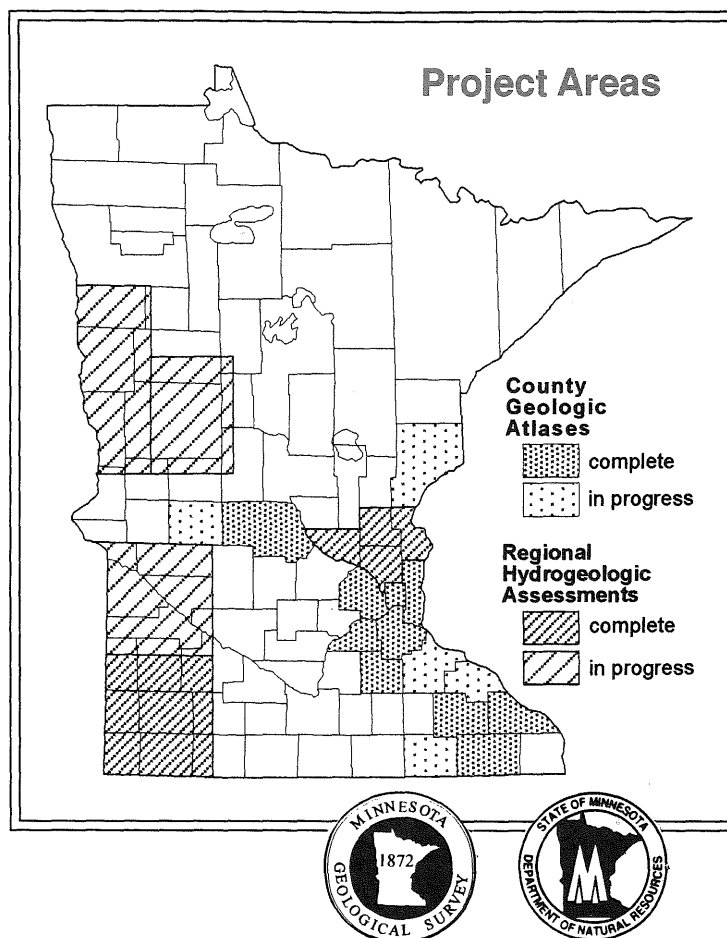 Project Areas
County
Geologic
Atlases
complete
in progress
Regional
Hydrogeologic
Assessments
complete
in progress
MINNESOTA
1872
GEOLOGICAL SURVEY
STATE OF MINNESOTA
DEPARTMENT OF NATURAL RESOURCES